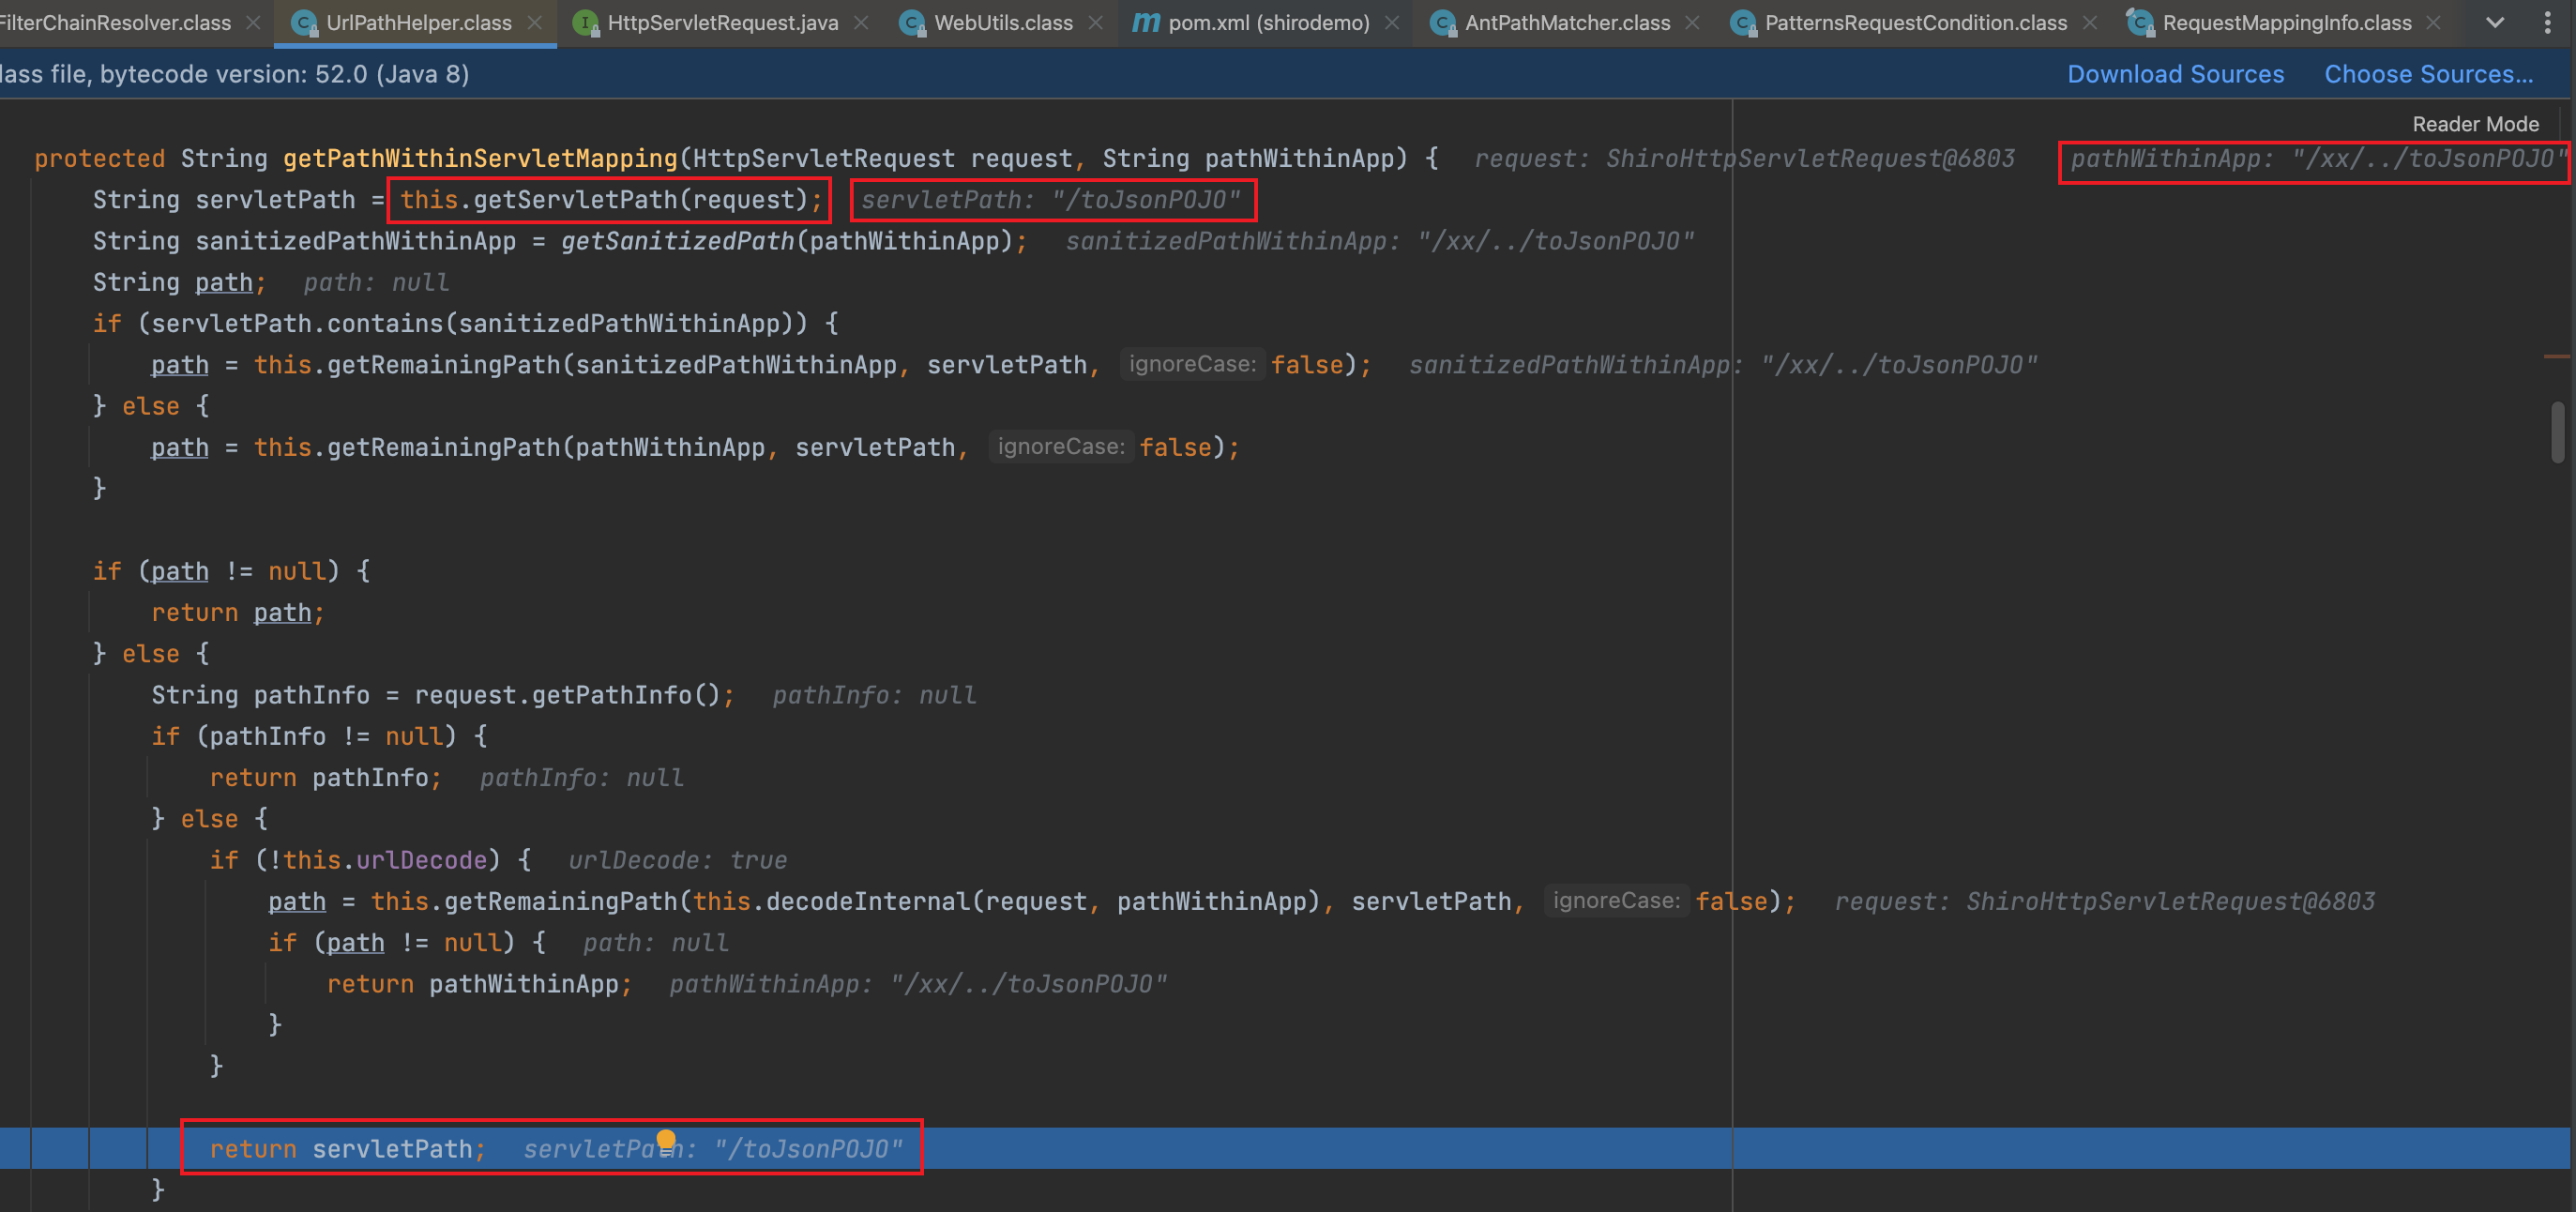 FilterChainResolver.class UrlPathHelper.class HttpServletRequest.java WebUtils.class pom.xml (shirodemo) AntPathMatcher.class PatternsRequestCondition.class RequestMappingInfo.class
lass file, bytecode version: 52.0 (Java 8) Download Sources Choose Sources...
Reader Mode
protected String getPathWithinServletMapping(HttpServletRequest request, String pathWithinApp) { request: ShiroHttpServletRequest@6803 pathWithinApp: "/xx/../toJsonPOJO"
String servletPath = this.getServletPath(request); servletPath: "/toJsonPOJO"
String sanitizedPathWithinApp = getSanitizedPath(pathWithinApp); sanitizedPathWithinApp: "/xx/../toJsonPOJO"
String path; path: null
if (servletPath.contains(sanitizedPathWithinApp)) {
path = this.getRemainingPath(sanitizedPathWithinApp, servletPath, ignoreCase: false); sanitizedPathWithinApp: "/xx/../toJsonPOJO"
} else {
path = this.getRemainingPath(pathWithinApp, servletPath, ignoreCase: false);
}
if (path != null) {
return path;
} else {
String pathInfo = request.getPathInfo(); pathInfo: null
if (pathInfo != null) {
return pathInfo; pathInfo: null
} else {
if (!this.urlDecode) { urlDecode: true
path = this.getRemainingPath(this.decodeInternal(request, pathWithinApp), servletPath, ignoreCase: false); request: ShiroHttpServletRequest@6803
if (path != null) { path: null
return pathWithinApp; pathWithinApp: "/xx/../toJsonPOJO"
}
}
return servletPath; servletPath: "/toJsonPOJO"
}